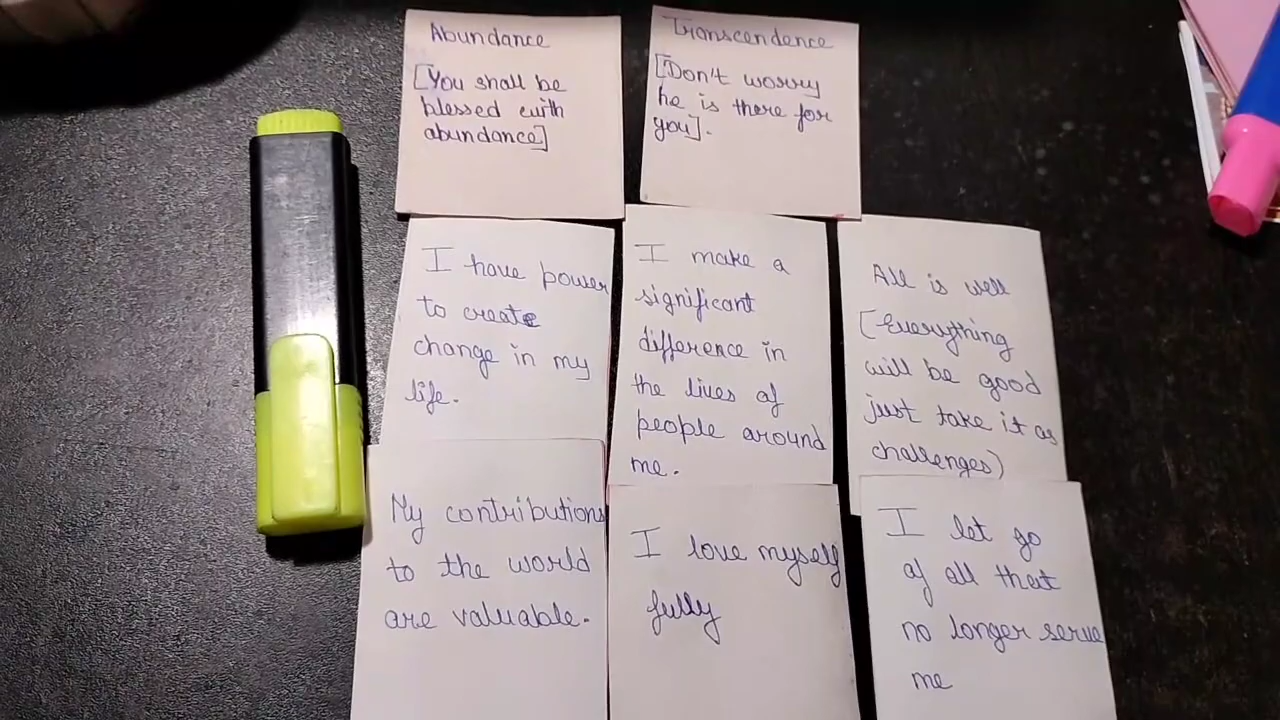 Abundance
[You shall be
blessed with
abundance]
Transcendence
[Don't worry
he is there for
you].
I have power
to create
change in my
life.
I make a
significant
difference in
the lives of
people around
me.
All is well
[Everything
will be good
just take it as
challenges)
My contributions
to the world
are valuable.
I love myself
fully
I let go
of all that
no longer serve
me